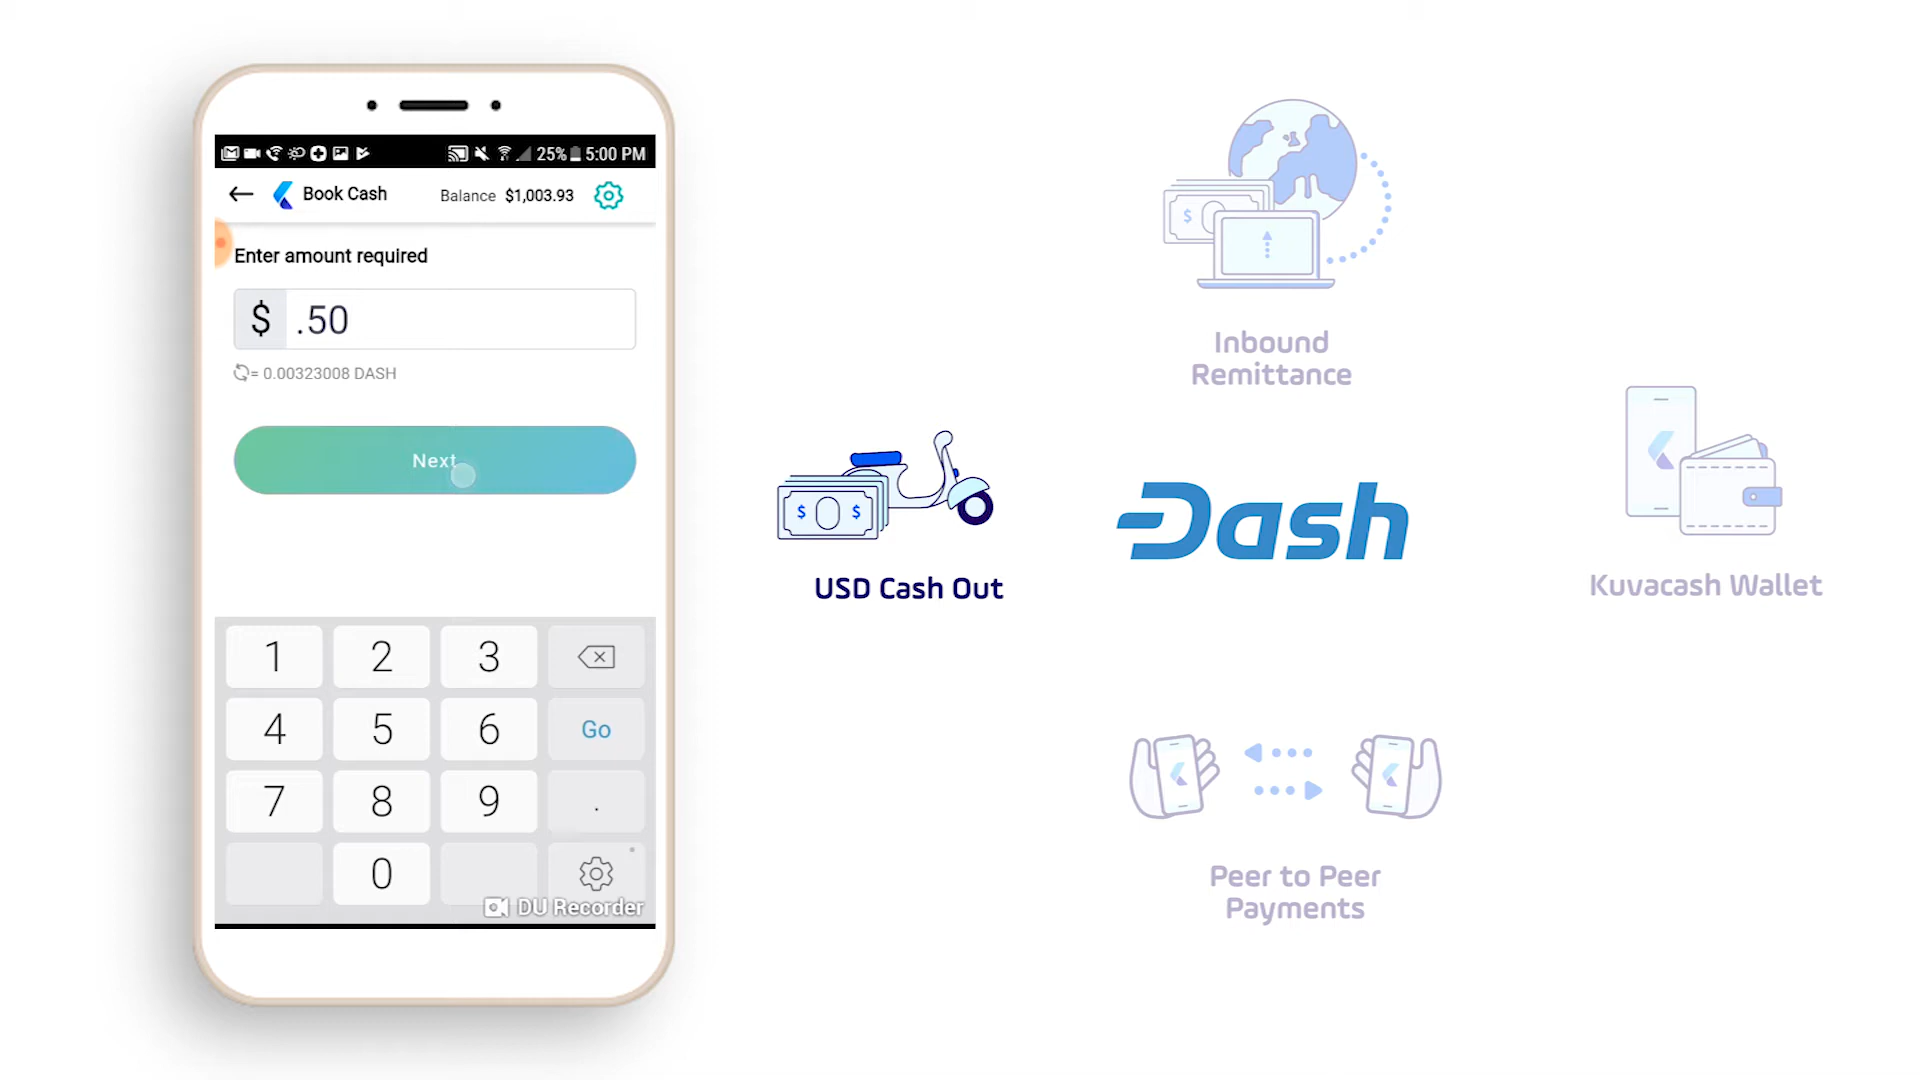 25% 5:00 PM
Book Cash
Balance $1,003.93
Enter amount required
$ .50
= 0.00323008 DASH
Next
1 2 3
4 5 6 Go
7 8 9 .
0
DU Recorder
Inbound
Remittance
USD Cash Out
Dash
Kuvacash Wallet
Peer to Peer
Payments